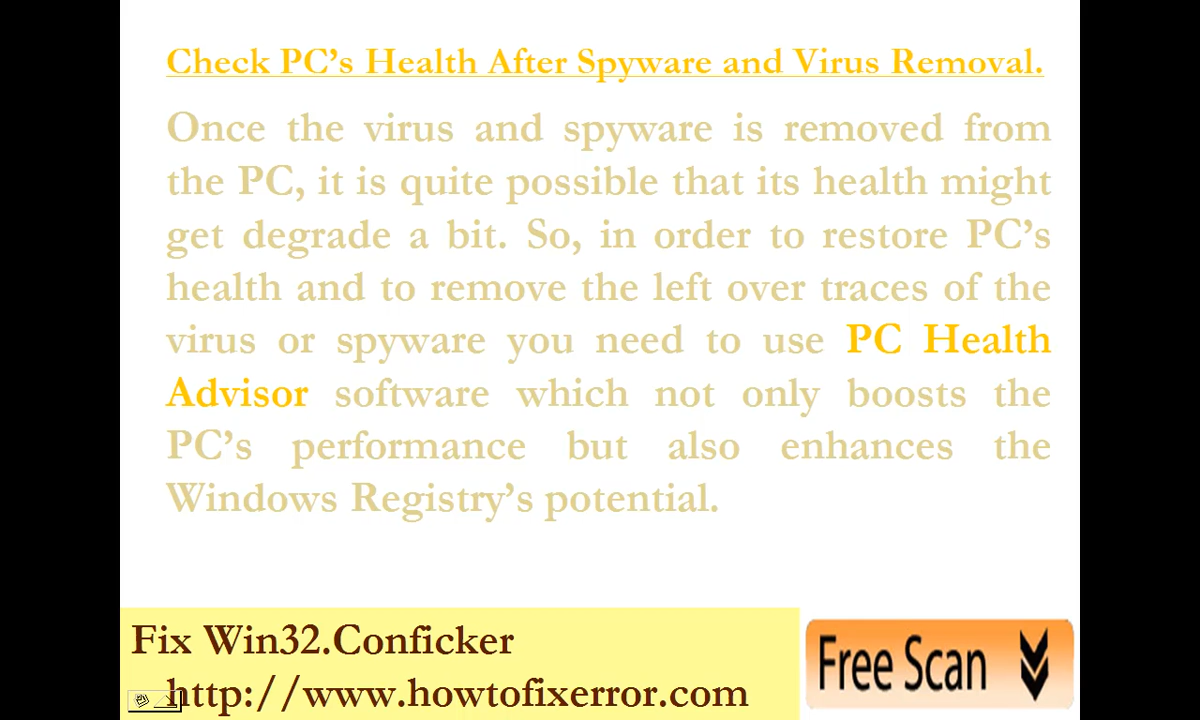 Check PC's Health After Spyware and Virus Removal.
Once the virus and spyware is removed from
the PC, it is quite possible that its health might
get degrade a bit. So, in order to restore PC's
health and to remove the left over traces of the
virus or spyware you need to use PC Health
Advisor software which not only boosts the
PC's performance but also enhances the
Windows Registry's potential.
Fix Win32.Conficker
http://www.howtofixerror.com
Free Scan